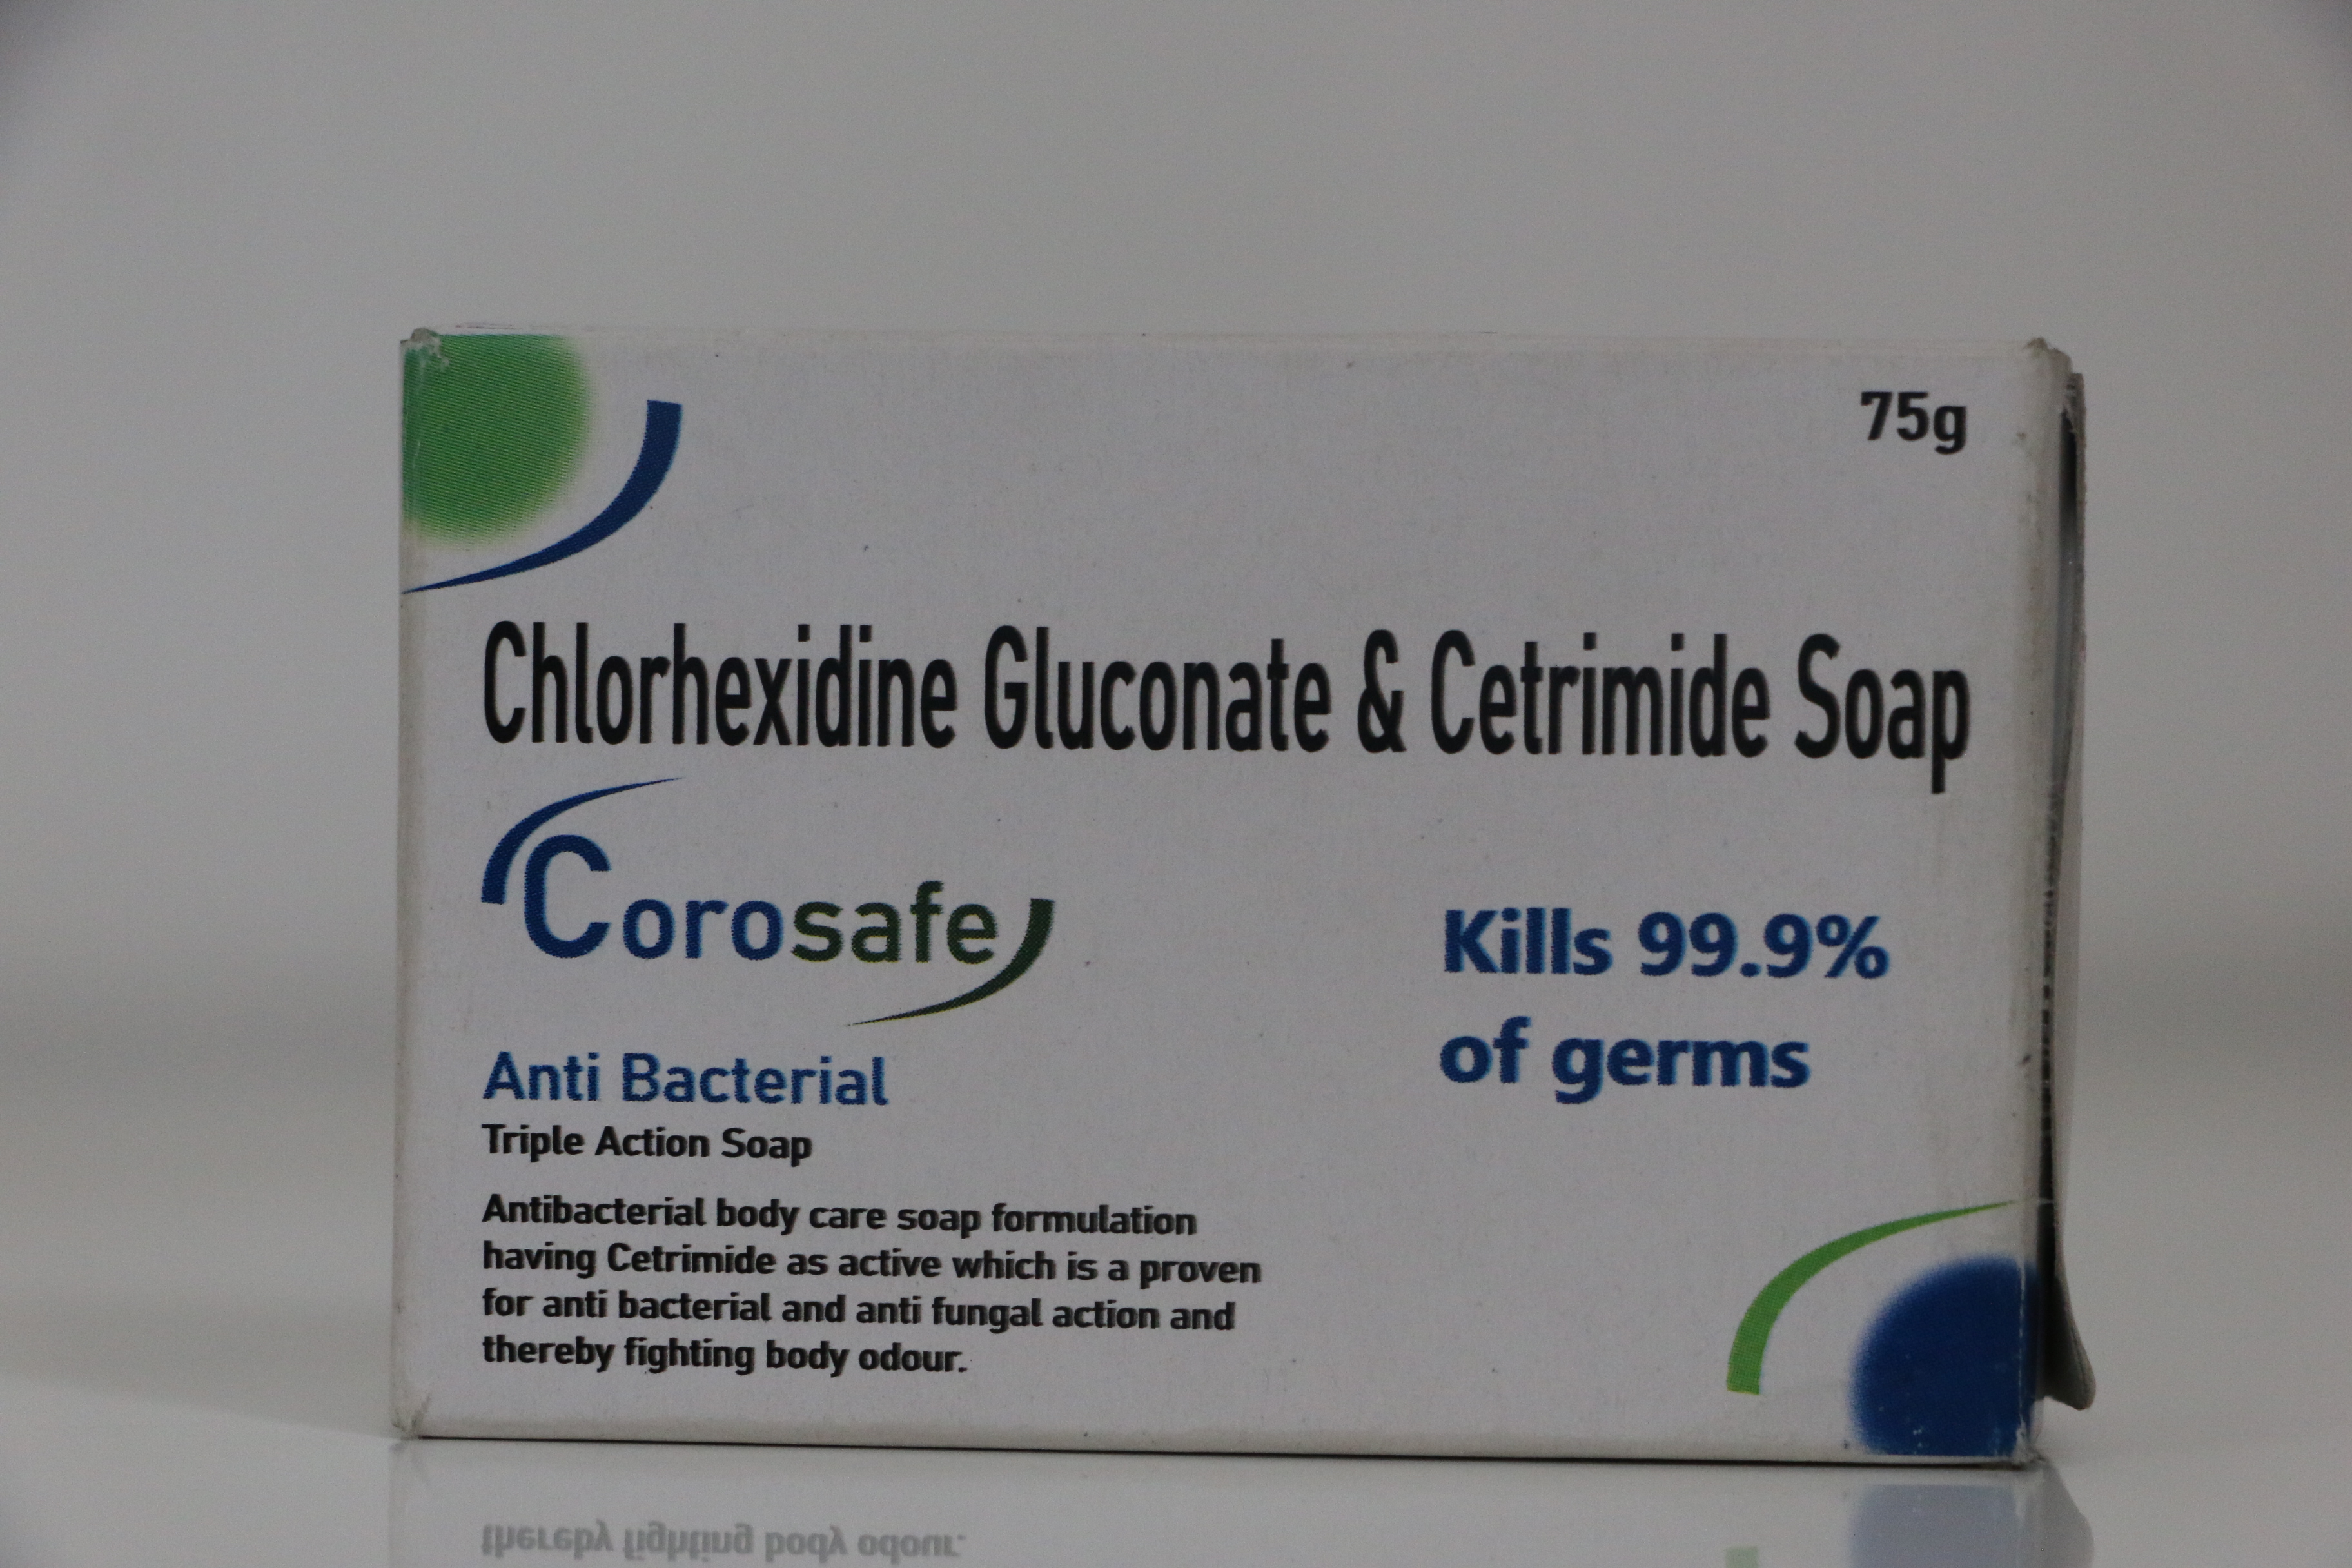 75g
Chlorhexidine Gluconate & Cetrimide Soap
Corosafe
Kills 99.9%
of germs
Anti Bacterial
Triple Action Soap
Antibacterial body care soap formulation
having Cetrimide as active which is a proven
for anti bacterial and anti fungal action and
thereby fighting body odour.